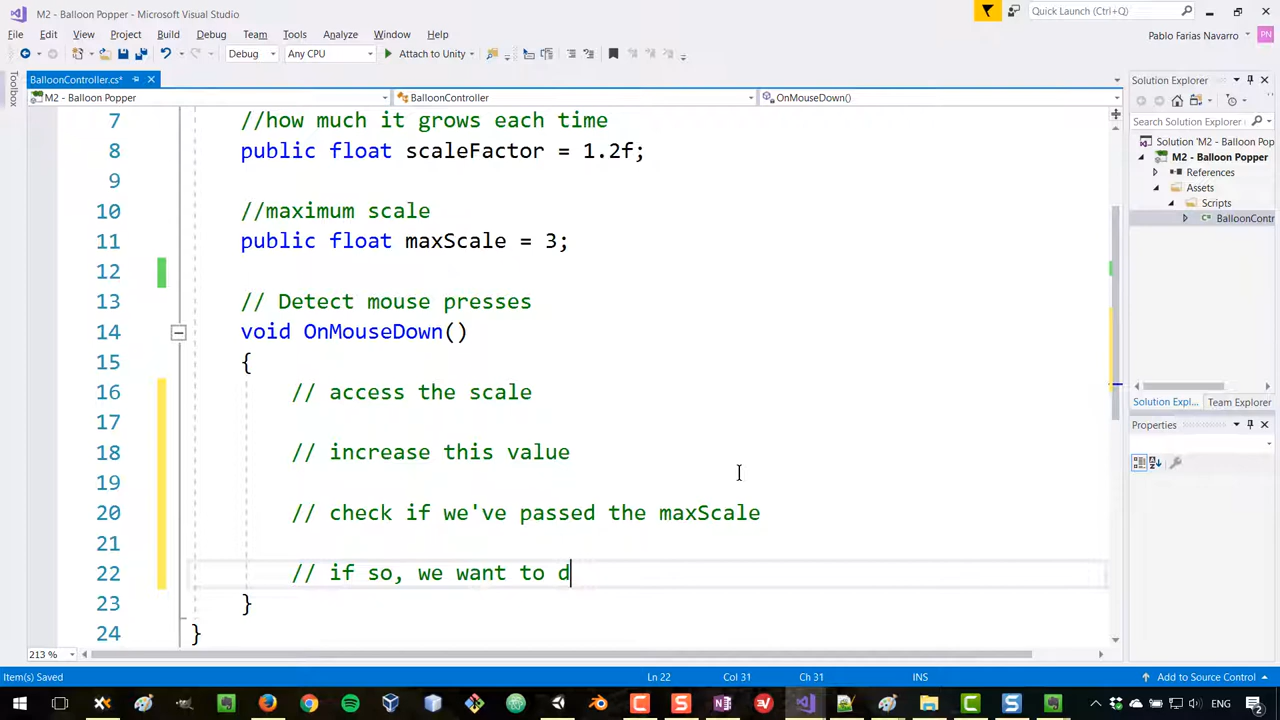 M2 - Balloon Popper - Microsoft Visual Studio
Quick Launch (Ctrl+Q)
File Edit View Project Build Debug Team Tools Analyze Window Help
Pablo Farias Navarro PN
Debug Any CPU Attach to Unity
Toolbox
BalloonController.cs*
Solution Explorer
M2 - Balloon Popper BalloonController OnMouseDown()
Search Solution Explorer
Solution 'M2 - Balloon Pop
M2 - Balloon Popper
References
Assets
Scripts
BalloonContr
7 //how much it grows each time
8 public float scaleFactor = 1.2f;
9
10 //maximum scale
11 public float maxScale = 3;
12
13 // Detect mouse presses
14 void OnMouseDown()
15 {
16 // access the scale
17
18 // increase this value
19
20 // check if we've passed the maxScale
21
22 // if so, we want to d
23 }
24 }
Solution Expl... Team Explorer
Properties
213 %
Item(s) Saved Ln 22 Col 31 Ch 31 INS Add to Source Control
ENG